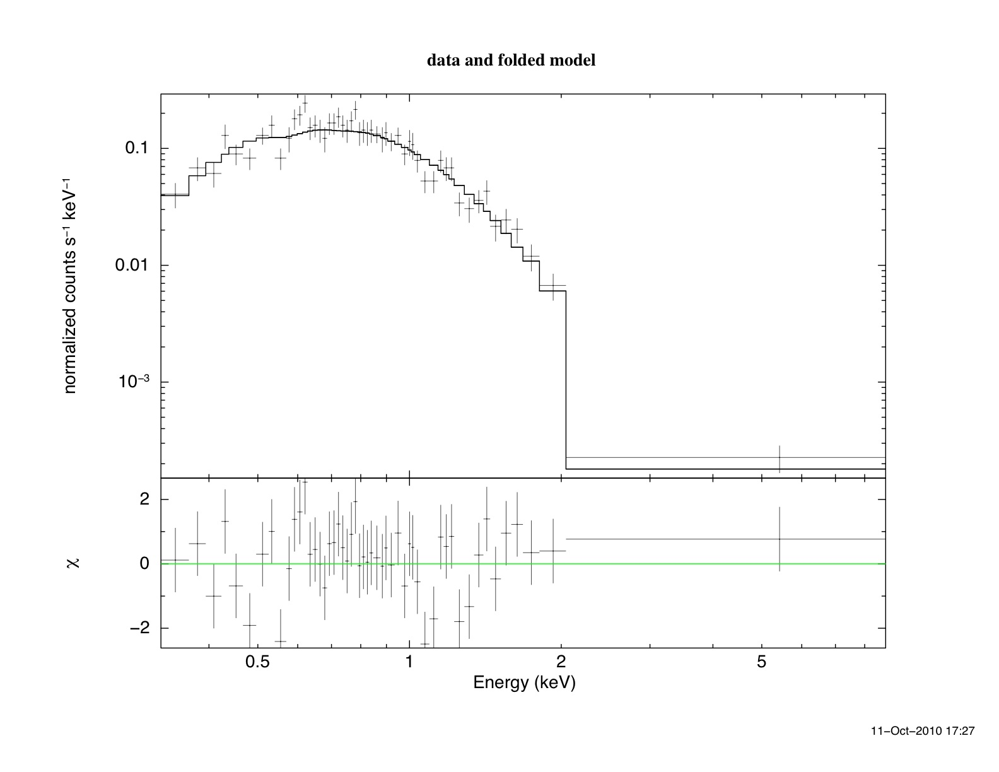 data and folded model
normalized counts s⁻¹ keV⁻¹
0.1
0.01
10⁻³
χ
2
0
−2
0.5 1 2 5
Energy (keV)
11−Oct−2010 17:27